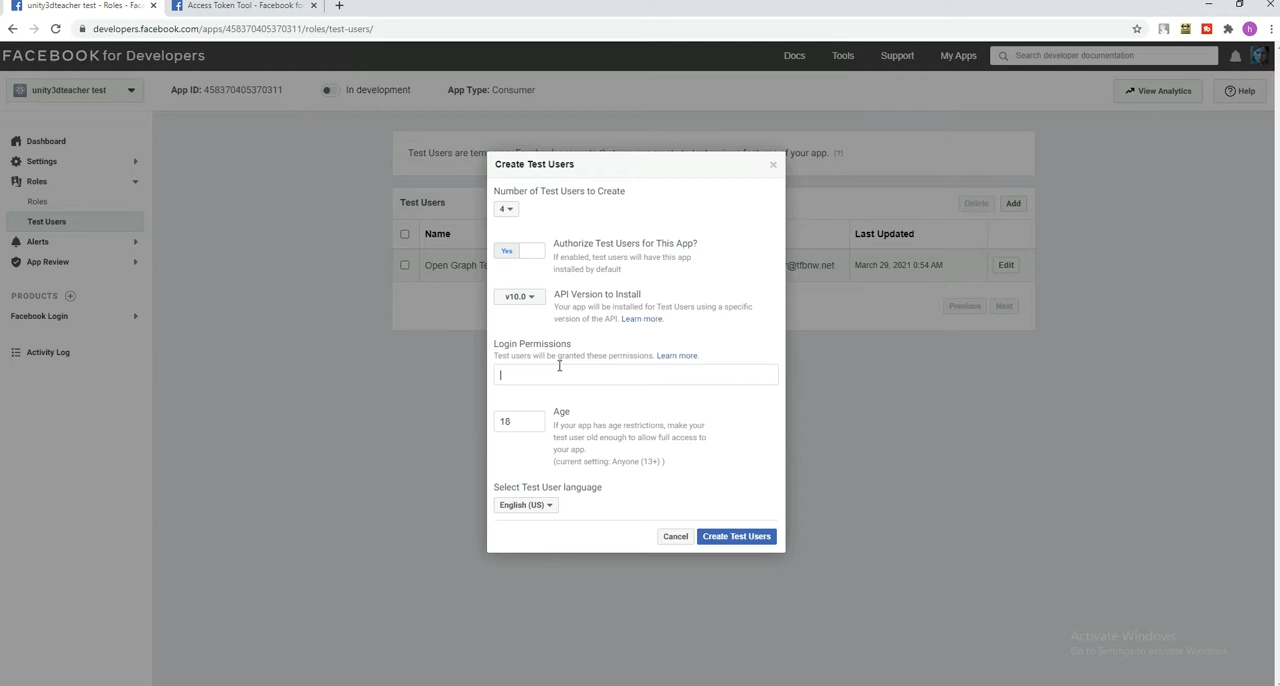 unity3dteacher test - Roles - Fac
Access Token Tool - Facebook for
developers.facebook.com/apps/458370405370311/roles/test-users/
h
FACEBOOK for Developers
Docs
Tools
Support
My Apps
Search developer documentation
unity3dteacher test
App ID: 458370405370311
In development
App Type: Consumer
View Analytics
Help
Dashboard
Settings
Roles
Roles
Test Users
Alerts
App Review
PRODUCTS
Facebook Login
Activity Log
Test Users are tem
of your app. (?)
Test Users
Delete
Add
Name
Last Updated
Open Graph Te
@tfbnw.net
March 29, 2021 0:54 AM
Edit
Previous
Next
Create Test Users
Number of Test Users to Create
4
Yes
Authorize Test Users for This App?
If enabled, test users will have this app
installed by default
v10.0
API Version to Install
Your app will be installed for Test Users using a specific
version of the API. Learn more.
Login Permissions
Test users will be granted these permissions. Learn more.
18
Age
If your app has age restrictions, make your
test user old enough to allow full access to
your app.
(current setting: Anyone (13+) )
Select Test User language
English (US)
Cancel
Create Test Users
Activate Windows
Go to Settings to activate Windows.